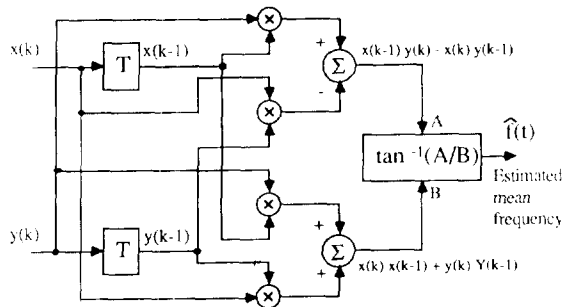 x(k)
T
x(k-1)
×
+
Σ
-
x(k-1) y(k) - x(k) y(k-1)
×
A
tan -1(A/B)
f̂(t)
Estimated
mean
frequency
B
×
y(k)
T
y(k-1)
+
Σ
+
x(k) x(k-1) + y(k) Y(k-1)
×